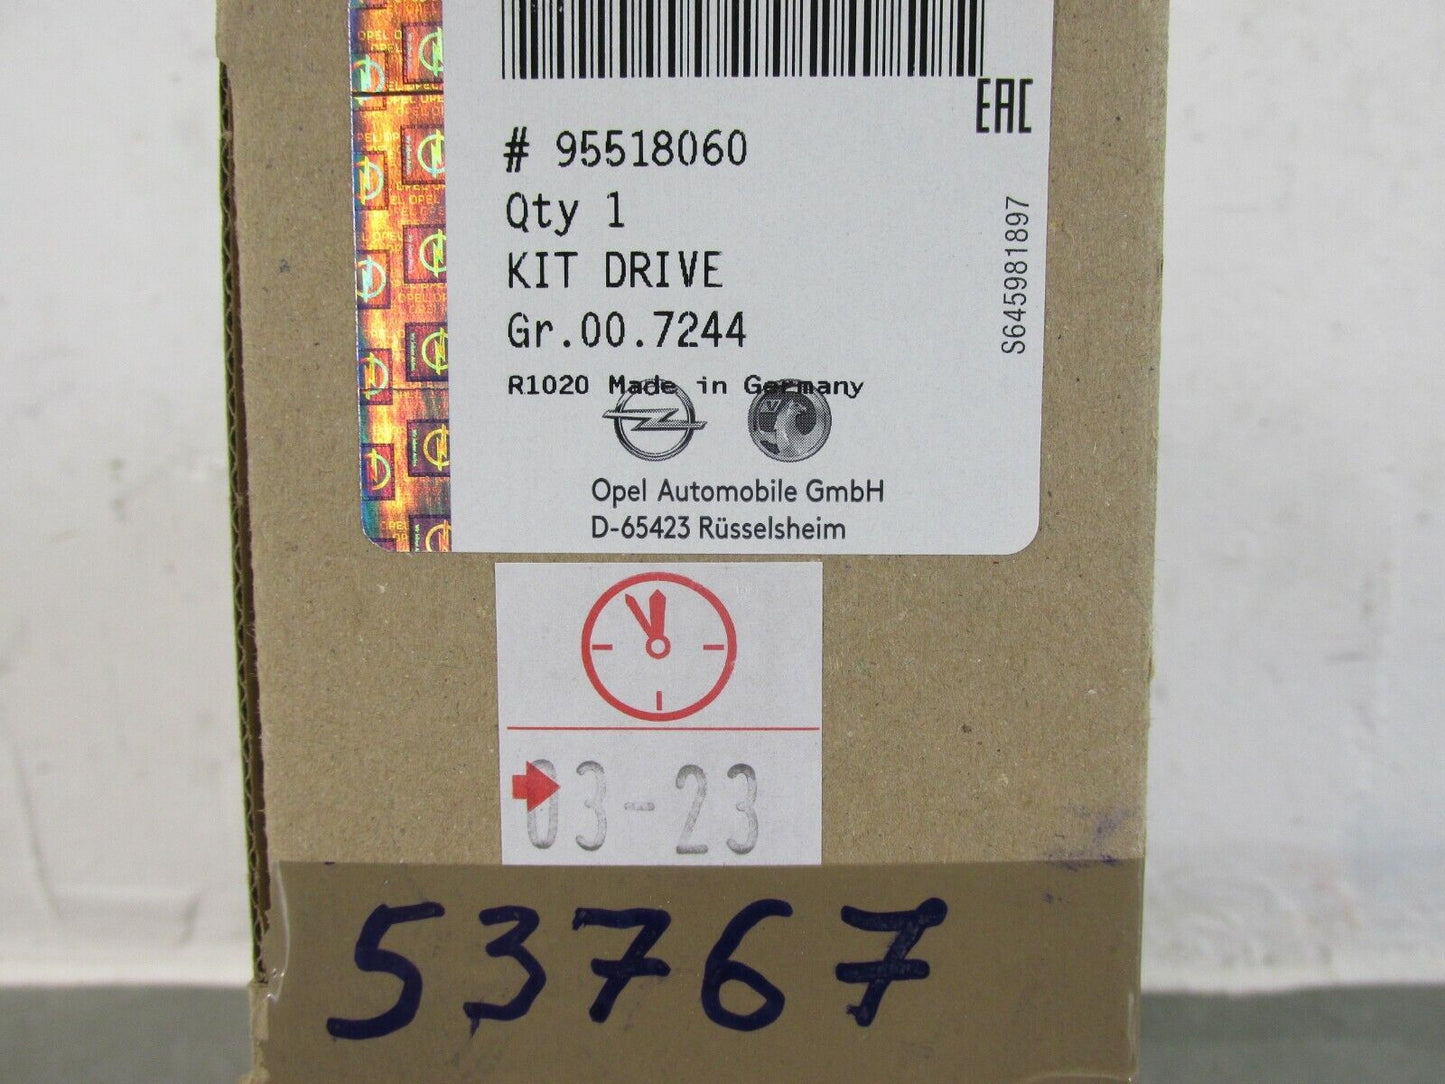 EAC
# 95518060
Qty 1
KIT DRIVE
Gr.00.7244
R1020 Made in Germany
S645981897
Opel Automobile GmbH
D-65423 Rüsselsheim
03-23
53767